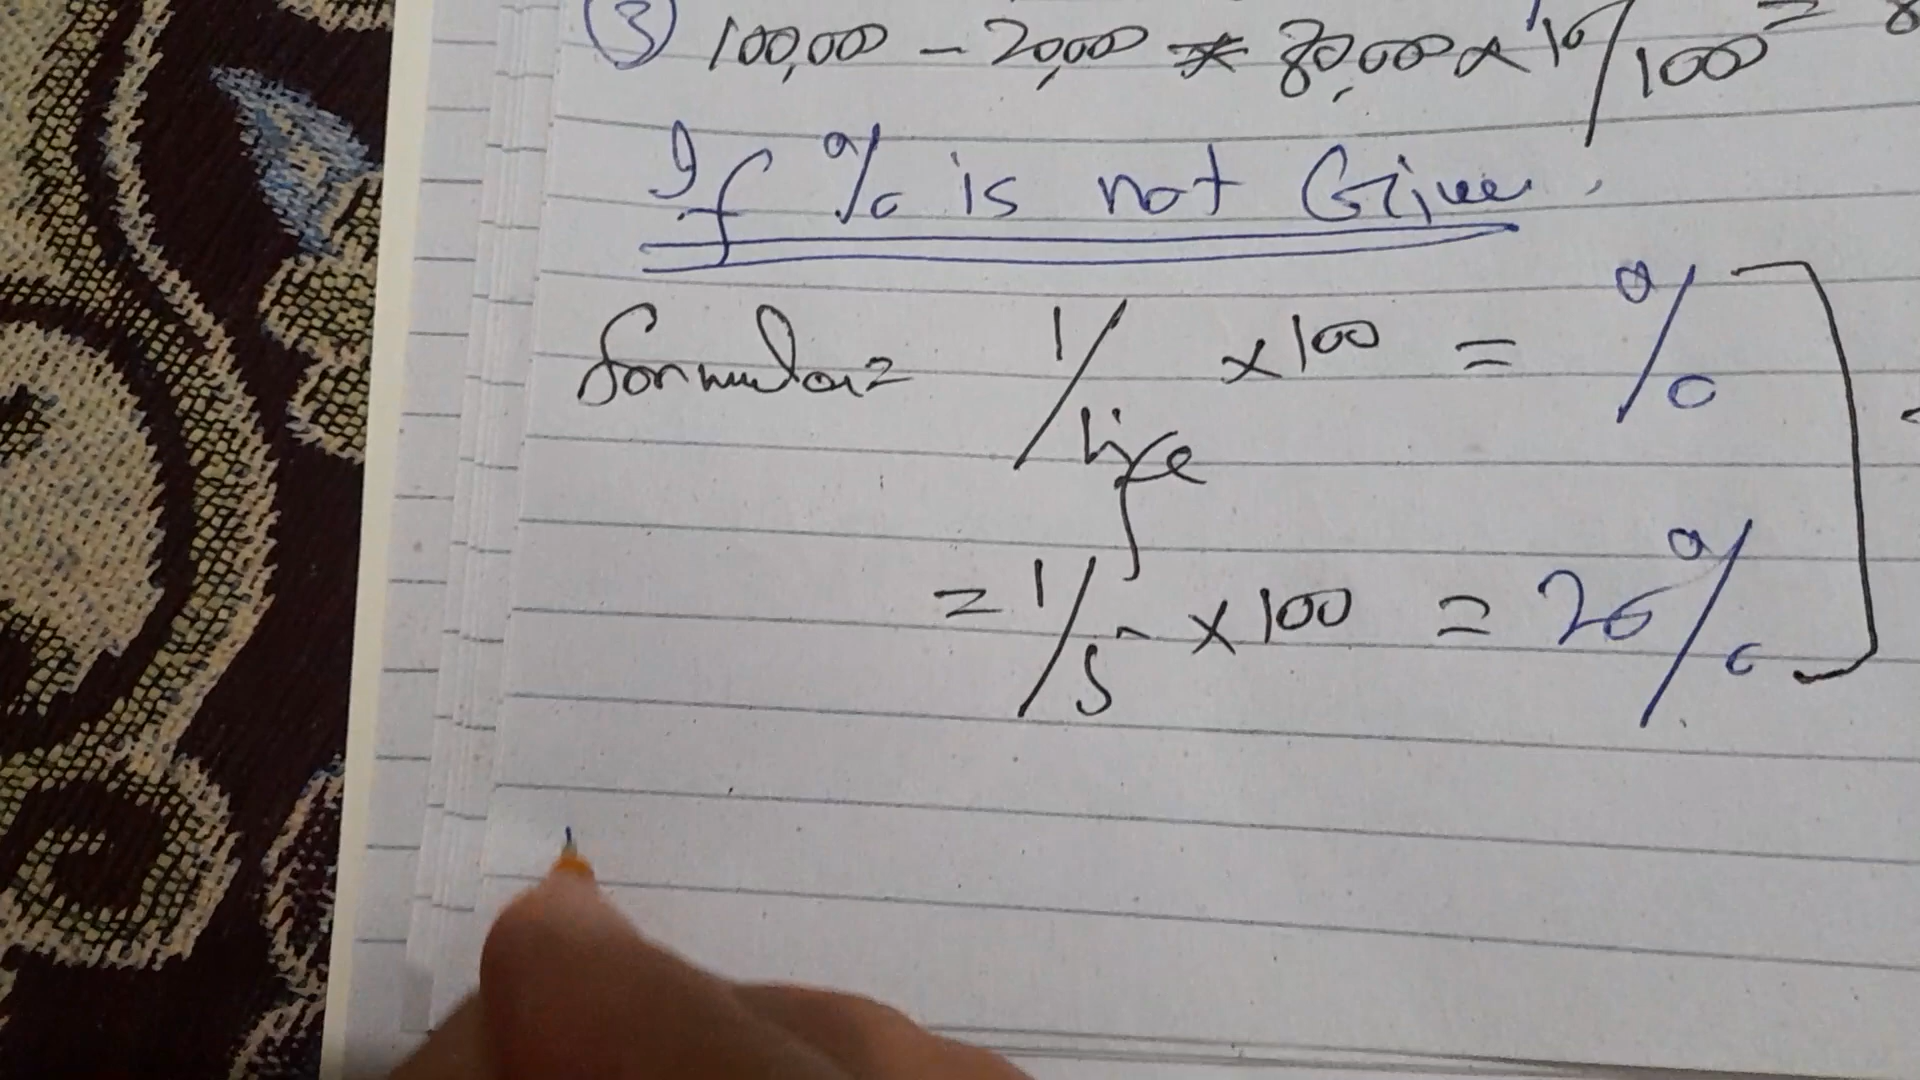 ③ 100,000 - 20,000 = 80,000 x 10/100 = 8
If % is not Given.
formula = 1/life x 100 = %
= 1/5 x 100 = 20%